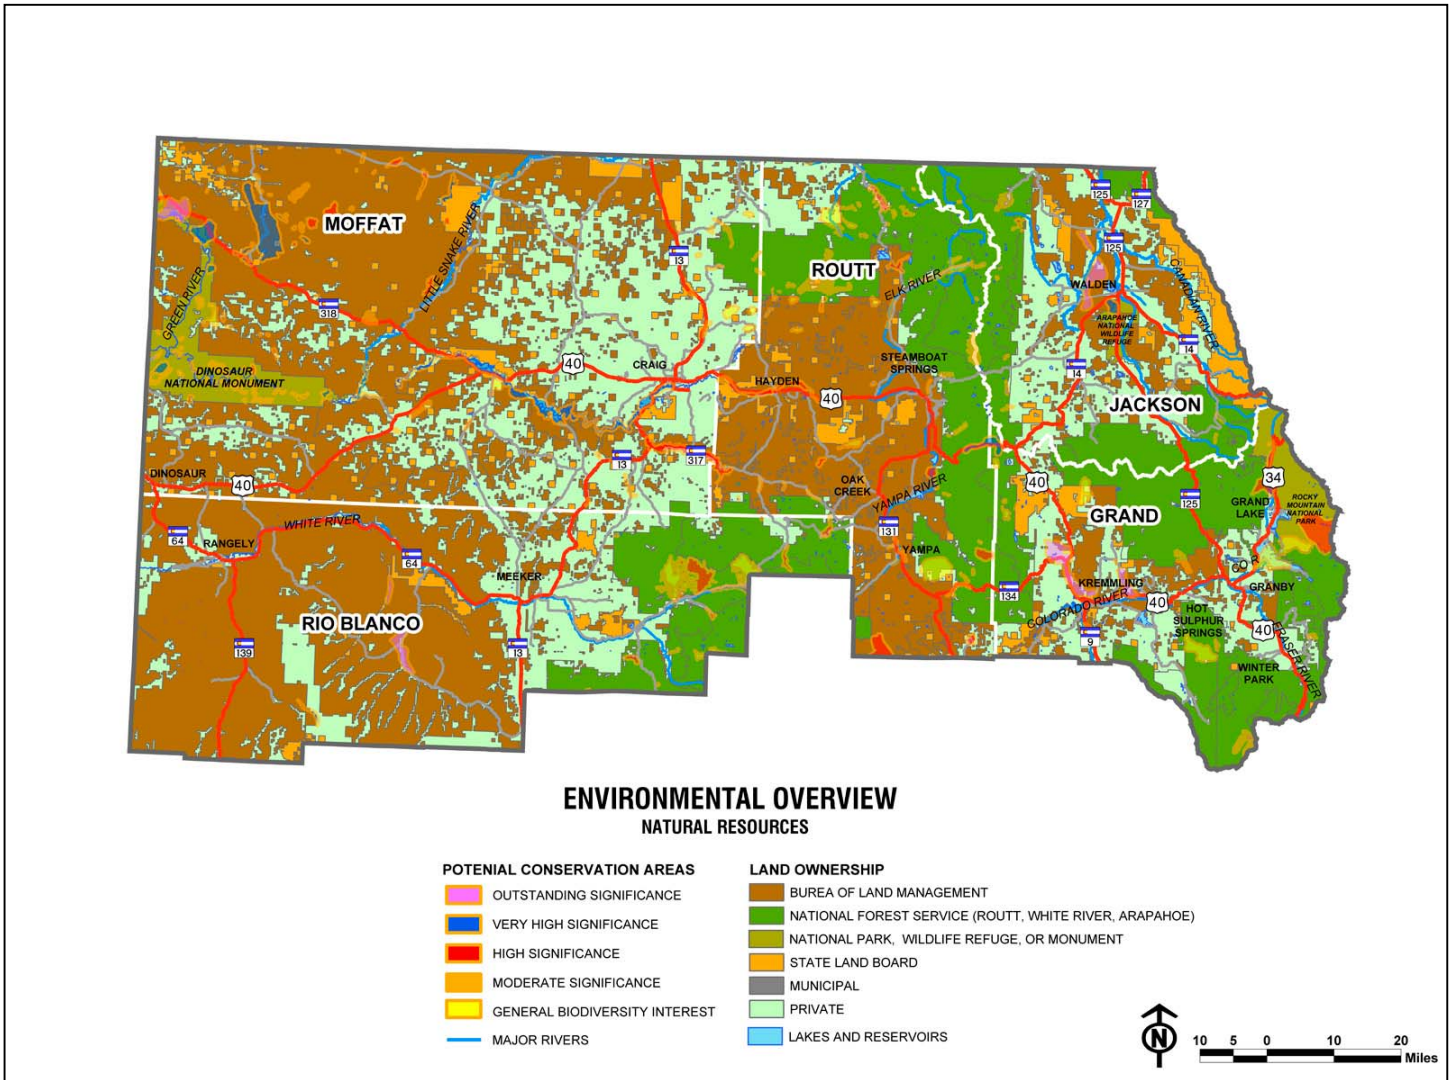 MOFFAT
LITTLE SNAKE RIVER
13
ROUTT
ELK RIVER
125
127
125
WALDEN
CANADIAN RIVER
ARAPAHOE
NATIONAL
WILDLIFE
REFUGE
GREEN RIVER
318
14
14
40
CRAIG
HAYDEN
40
STEAMBOAT
SPRINGS
DINOSAUR
NATIONAL MONUMENT
JACKSON
13
317
DINOSAUR
40
OAK
CREEK
YAMPA RIVER
40
125
34
GRAND
LAKE
ROCKY
MOUNTAIN
NATIONAL
PARK
GRAND
WHITE RIVER
64
RANGELY
64
131
YAMPA
MEEKER
134
KREMMLING
COLORADO RIVER
40
CO R
GRANBY
HOT
SULPHUR
SPRINGS
40
FRASER RIVER
RIO BLANCO
139
13
9
WINTER
PARK
ENVIRONMENTAL OVERVIEW
NATURAL RESOURCES
POTENIAL CONSERVATION AREAS
OUTSTANDING SIGNIFICANCE
VERY HIGH SIGNIFICANCE
HIGH SIGNIFICANCE
MODERATE SIGNIFICANCE
GENERAL BIODIVERSITY INTEREST
MAJOR RIVERS
LAND OWNERSHIP
BUREA OF LAND MANAGEMENT
NATIONAL FOREST SERVICE (ROUTT, WHITE RIVER, ARAPAHOE)
NATIONAL PARK, WILDLIFE REFUGE, OR MONUMENT
STATE LAND BOARD
MUNICIPAL
PRIVATE
LAKES AND RESERVOIRS
N
10 5 0 10 20
Miles